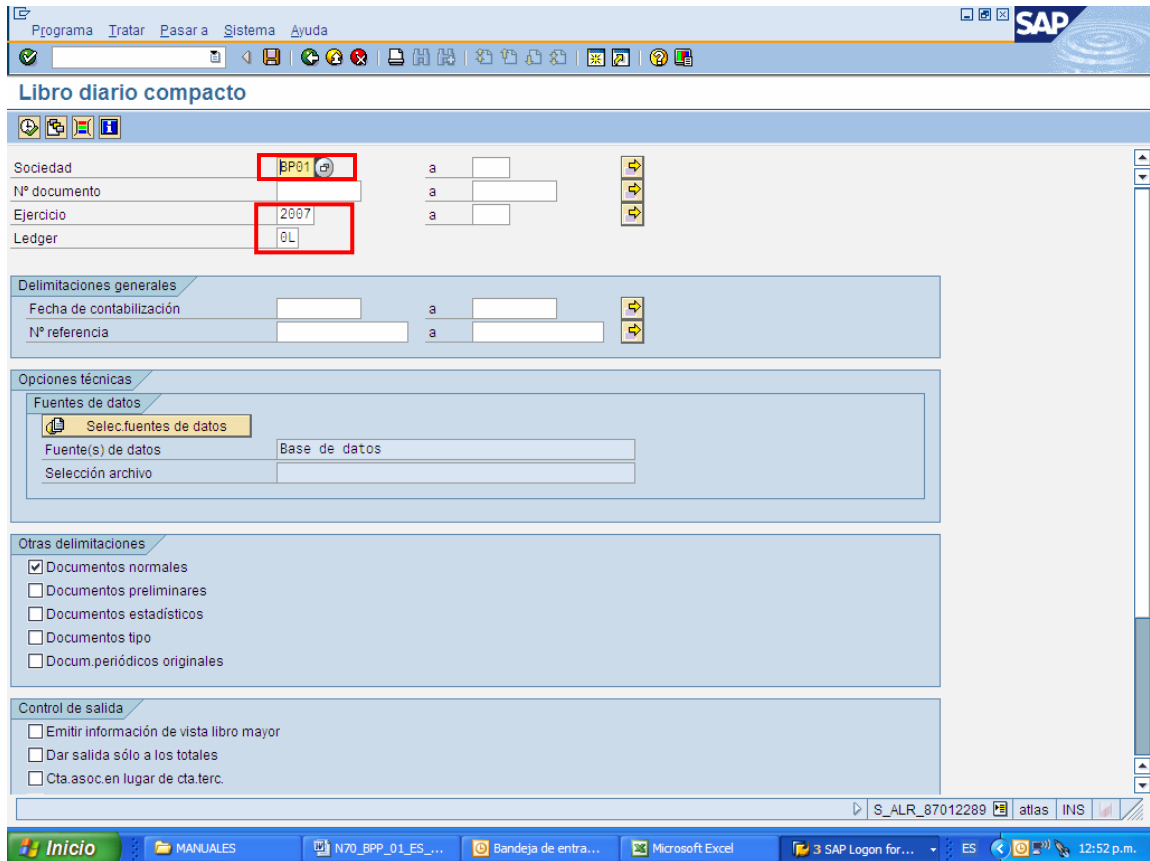 Programa Tratar Pasar a Sistema Ayuda
SAP
Libro diario compacto
Sociedad BP01 a
Nº documento a
Ejercicio 2007 a
Ledger 0L
Delimitaciones generales
Fecha de contabilización a
Nº referencia a
Opciones técnicas
Fuentes de datos
Selec.fuentes de datos
Fuente(s) de datos Base de datos
Selección archivo
Otras delimitaciones
Documentos normales
Documentos preliminares
Documentos estadísticos
Documentos tipo
Docum.periódicos originales
Control de salida
Emitir información de vista libro mayor
Dar salida sólo a los totales
Cta.asoc.en lugar de cta.terc.
S_ALR_87012289 atlas INS
Inicio MANUALES N70_BPP_01_ES_... Bandeja de entra... Microsoft Excel 3 SAP Logon for... ES 12:52 p.m.